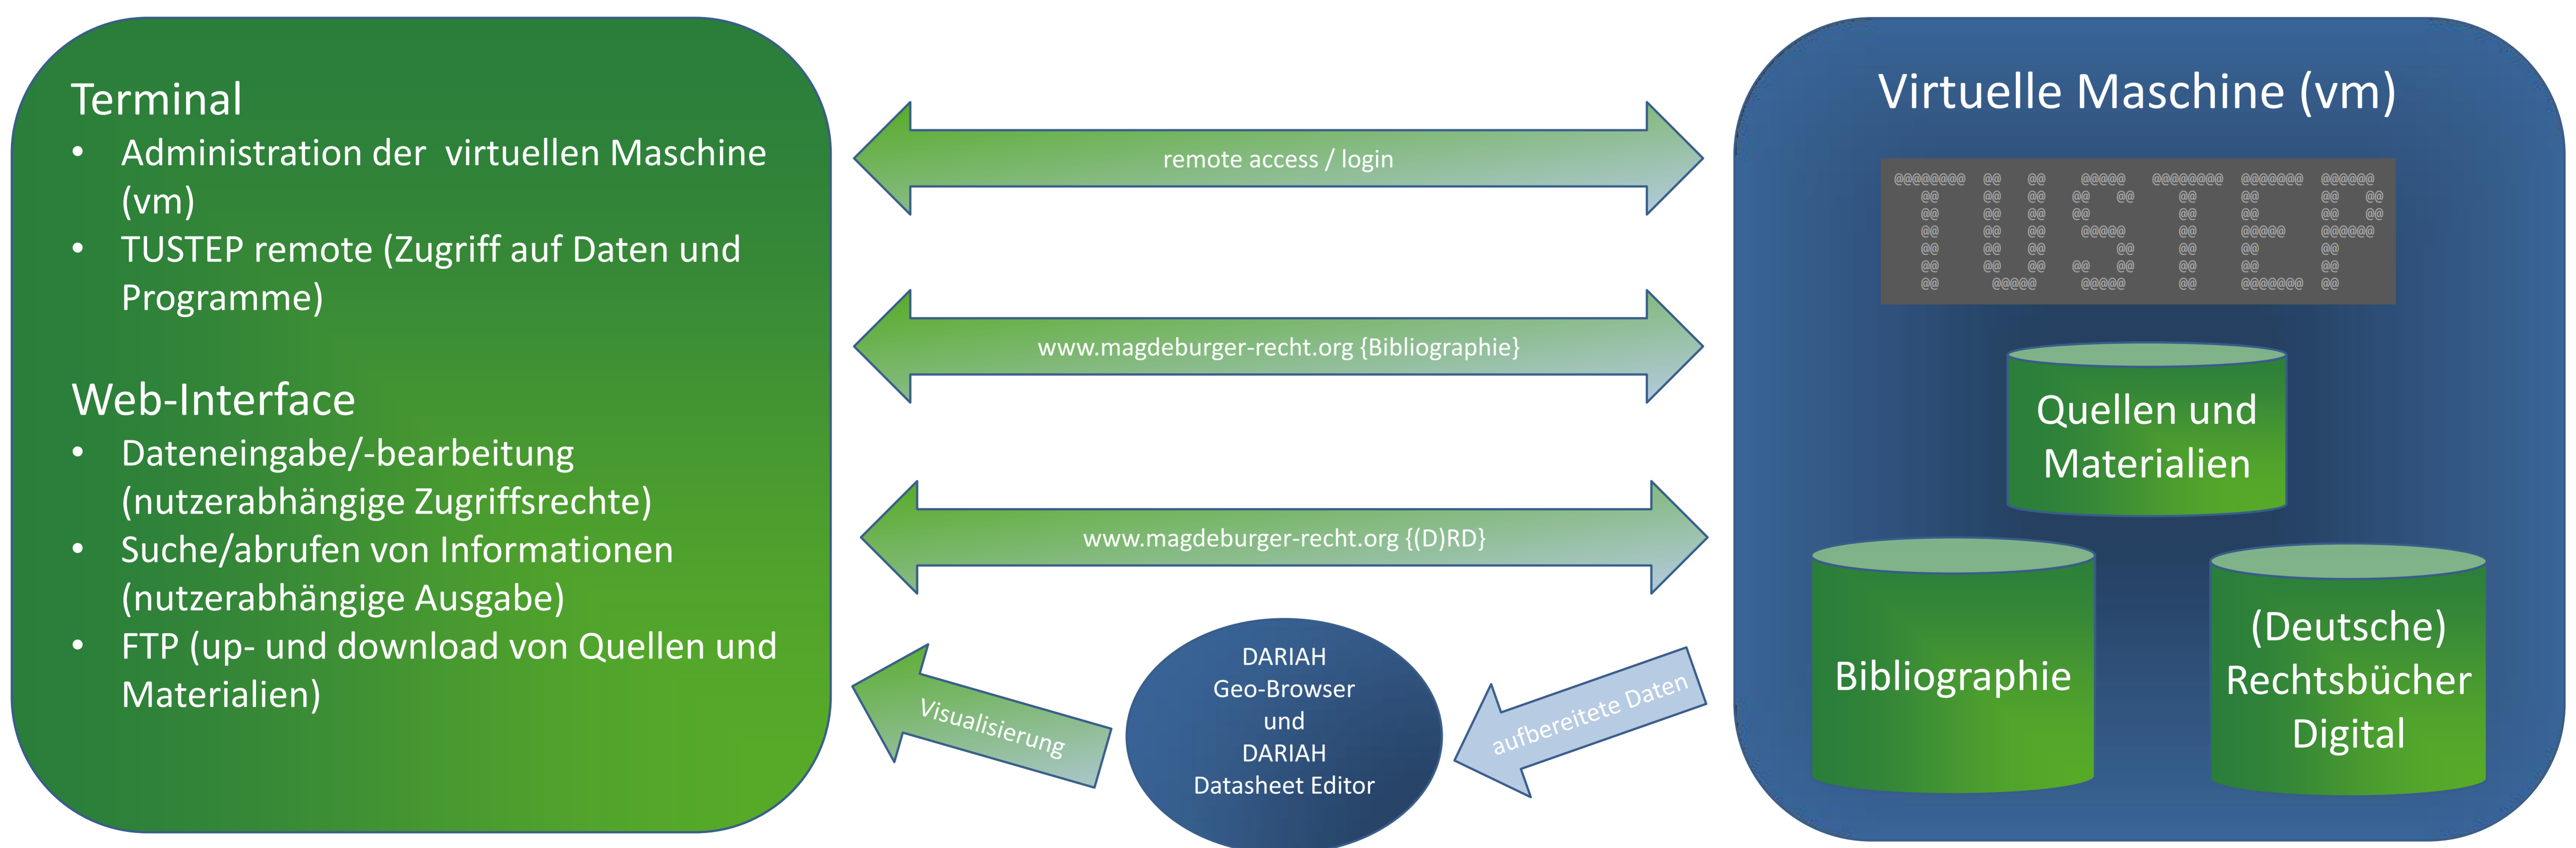 Terminal
• Administration der virtuellen Maschine
(vm)
• TUSTEP remote (Zugriff auf Daten und
Programme)
Web-Interface
• Dateneingabe/-bearbeitung
(nutzerabhängige Zugriffsrechte)
• Suche/abrufen von Informationen
(nutzerabhängige Ausgabe)
• FTP (up- und download von Quellen und
Materialien)
remote access / login
www.magdeburger-recht.org {Bibliographie}
www.magdeburger-recht.org {(D)RD}
Visualisierung
DARIAH
Geo-Browser
und
DARIAH
Datasheet Editor
aufbereitete Daten
Virtuelle Maschine (vm)
TUSTEP
Quellen und
Materialien
Bibliographie
(Deutsche)
Rechtsbücher
Digital